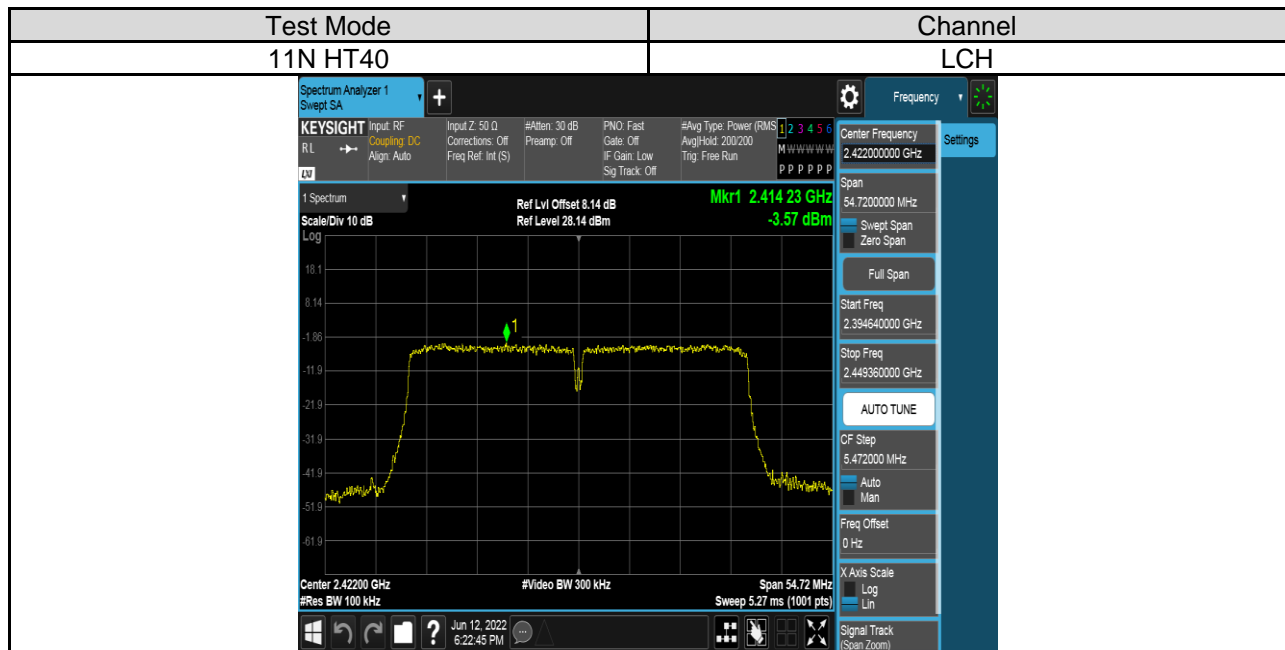 Test Mode Channel
11N HT40 LCH
Spectrum Analyzer 1
Swept SA
+
Frequency
KEYSIGHT Input: RF Input Z: 50 Ω #Atten: 30 dB PNO: Fast #Avg Type: Power (RMS 1 2 3 4 5 6
RL Coupling: DC Corrections: Off Preamp: Off Gate: Off Avg|Hold: 200/200 M W W W W W
Align: Auto Freq Ref: Int (S) IF Gain: Low Trig: Free Run
LXI Sig Track: Off P P P P P P
1 Spectrum Ref Lvl Offset 8.14 dB Mkr1 2.414 23 GHz
Scale/Div 10 dB Ref Level 28.14 dBm -3.57 dBm
Log
18.1
8.14
1
-1.86
-11.9
-21.9
-31.9
-41.9
-51.9
-61.9
Center 2.42200 GHz #Video BW 300 kHz Span 54.72 MHz
#Res BW 100 kHz Sweep 5.27 ms (1001 pts)
? Jun 12, 2022
6:22:45 PM
Center Frequency
2.422000000 GHz
Settings
Span
54.7200000 MHz
Swept Span
Zero Span
Full Span
Start Freq
2.394640000 GHz
Stop Freq
2.449360000 GHz
AUTO TUNE
CF Step
5.472000 MHz
Auto
Man
Freq Offset
0 Hz
X Axis Scale
Log
Lin
Signal Track
(Span Zoom)